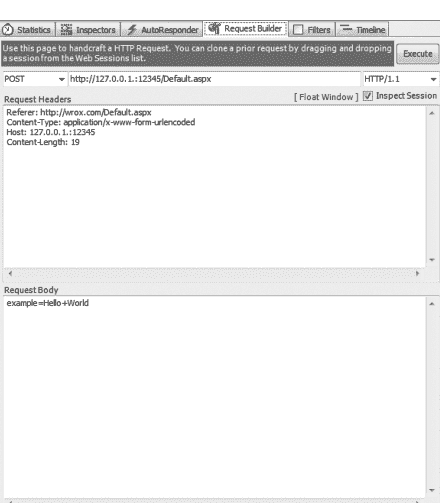 Statistics Inspectors AutoResponder Request Builder Filters Timeline
Use this page to handcraft a HTTP Request. You can clone a prior request by dragging and dropping
a session from the Web Sessions list.
Execute
POST http://127.0.0.1.:12345/Default.aspx HTTP/1.1
Request Headers [ Float Window ] Inspect Session
Referer: http://wrox.com/Default.aspx
Content-Type: application/x-www-form-urlencoded
Host: 127.0.0.1.:12345
Content-Length: 19
Request Body
example=Hello+World